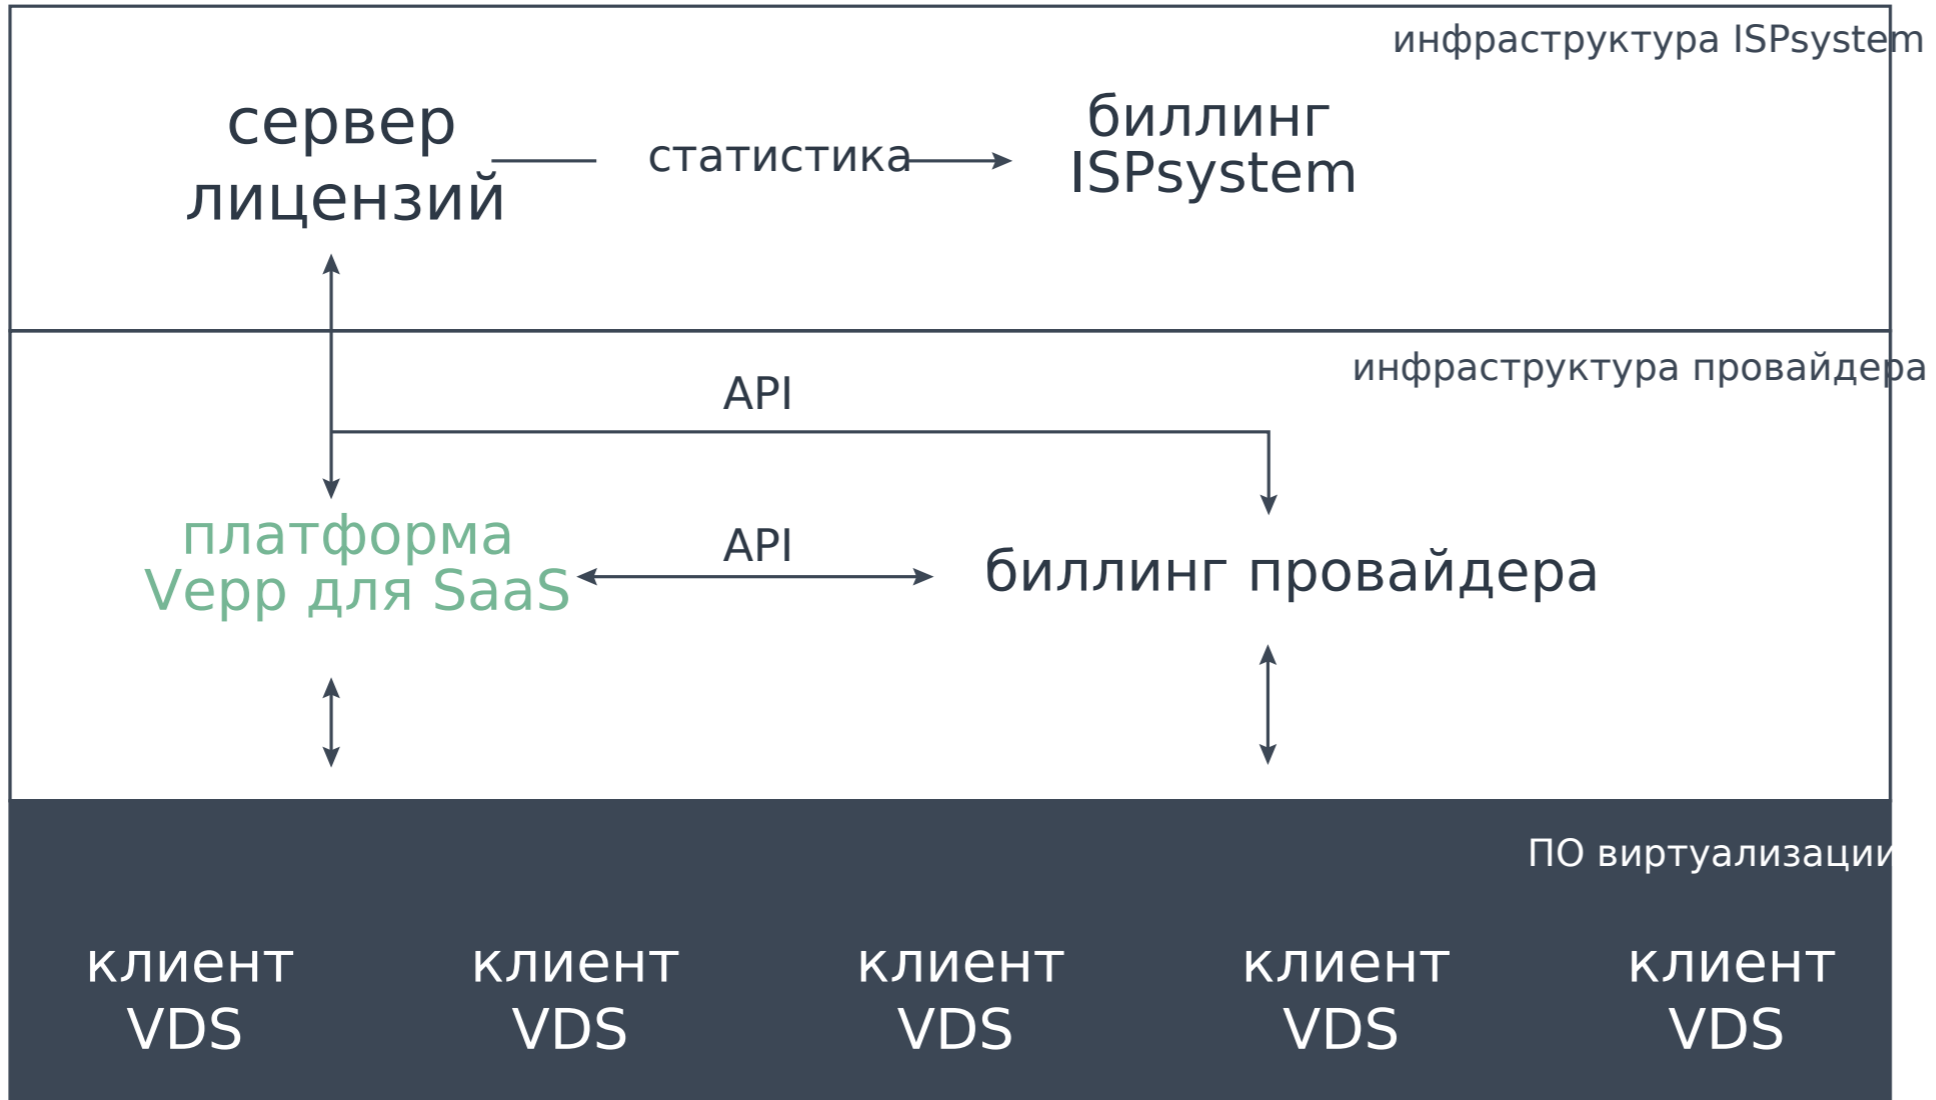 инфраструктура ISPsystem
сервер
лицензий
статистика
биллинг
ISPsystem
инфраструктура провайдера
API
платформа
Vepp для SaaS
API
биллинг провайдера
ПО виртуализации
клиент
VDS
клиент
VDS
клиент
VDS
клиент
VDS
клиент
VDS